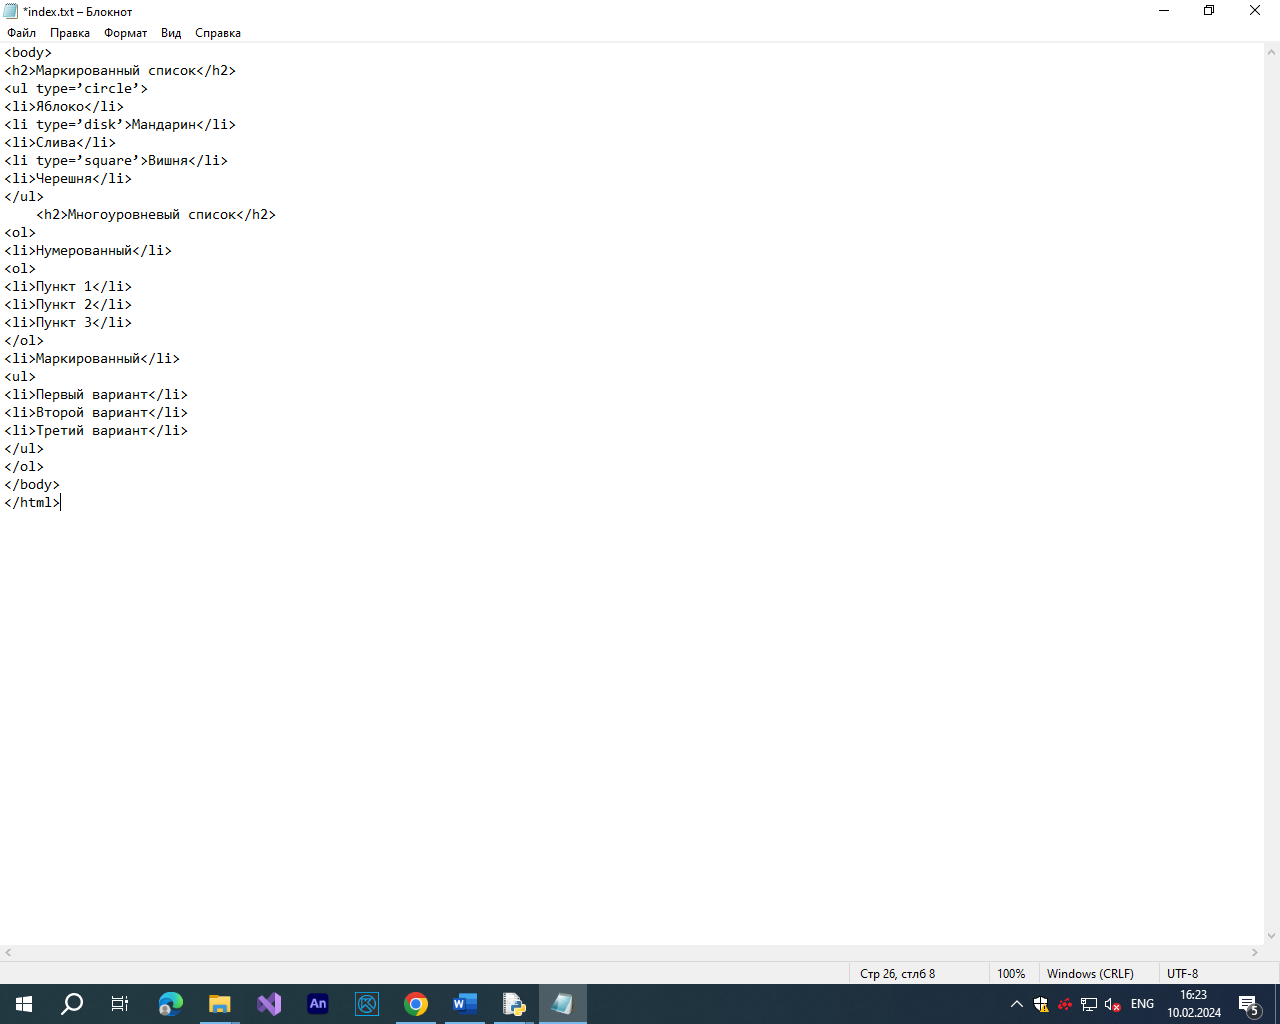 *index.txt – Блокнот
Файл Правка Формат Вид Справка
<body>
<h2>Маркированный список</h2>
<ul type=’circle’>
<li>Яблоко</li>
<li type=’disk’>Мандарин</li>
<li>Слива</li>
<li type=’square’>Вишня</li>
<li>Черешня</li>
</ul>
    <h2>Многоуровневый список</h2>
<ol>
<li>Нумерованный</li>
<ol>
<li>Пункт 1</li>
<li>Пункт 2</li>
<li>Пункт 3</li>
</ol>
<li>Маркированный</li>
<ul>
<li>Первый вариант</li>
<li>Второй вариант</li>
<li>Третий вариант</li>
</ul>
</ol>
</body>
</html>
Стр 26, стлб 8 100% Windows (CRLF) UTF-8
An W ENG 16:23
10.02.2024 5